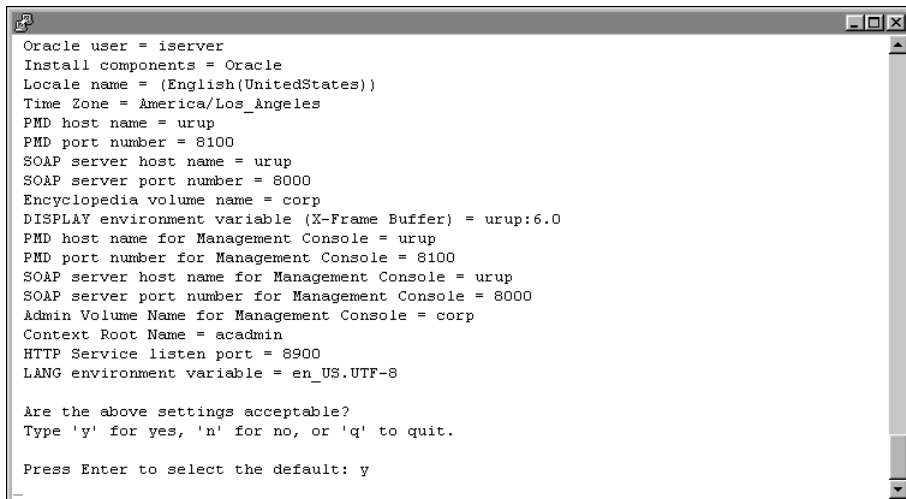 Oracle user = iserver
Install components = Oracle
Locale name = (English(UnitedStates))
Time Zone = America/Los_Angeles
PMD host name = urup
PMD port number = 8100
SOAP server host name = urup
SOAP server port number = 8000
Encyclopedia volume name = corp
DISPLAY environment variable (X-Frame Buffer) = urup:6.0
PMD host name for Management Console = urup
PMD port number for Management Console = 8100
SOAP server host name for Management Console = urup
SOAP server port number for Management Console = 8000
Admin Volume Name for Management Console = corp
Context Root Name = acadmin
HTTP Service listen port = 8900
LANG environment variable = en_US.UTF-8
Are the above settings acceptable?
Type 'y' for yes, 'n' for no, or 'q' to quit.
Press Enter to select the default: y